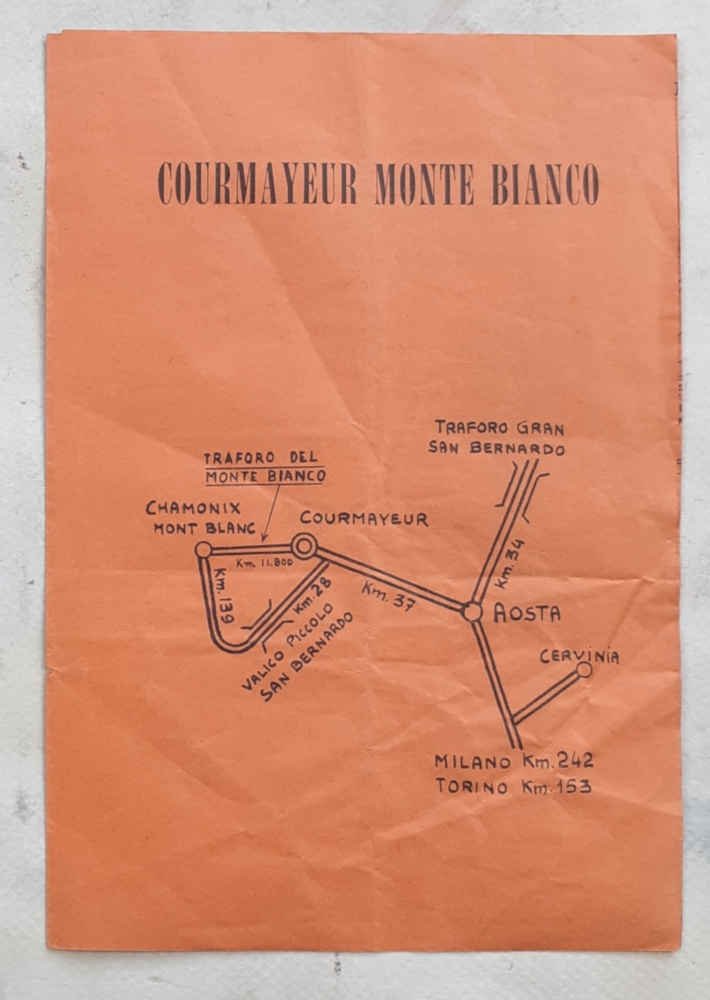 COURMAYEUR MONTE BIANCO
TRAFORO GRAN
SAN BERNARDO
TRAFORO DEL
MONTE BIANCO
CHAMONIX
MONT BLANC
COURMAYEUR
Km. 11.800
Km. 139
Km. 28
VALICO PICCOLO
SAN BERNARDO
Km. 37
Km. 34
AOSTA
CERVINIA
MILANO Km. 242
TORINO Km. 153